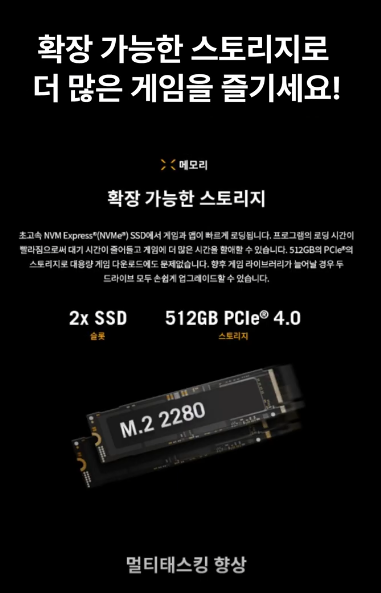 확장 가능한 스토리지로
더 많은 게임을 즐기세요!
메모리
확장 가능한 스토리지
초고속 NVM Express®(NVMe®) SSD에서 게임과 앱이 빠르게 로딩됩니다. 프로그램의 로딩 시간이
빨라짐으로써 대기 시간이 줄어들고 게임에 더 많은 시간을 할애할 수 있습니다. 512GB의 PCIe®의
스토리지로 대용량 게임 다운로드에도 문제없습니다. 향후 게임 라이브러리가 늘어날 경우 두
드라이브 모두 손쉽게 업그레이드할 수 있습니다.
2x SSD
슬롯
512GB PCIe® 4.0
스토리지
M.2 2280
멀티태스킹 향상